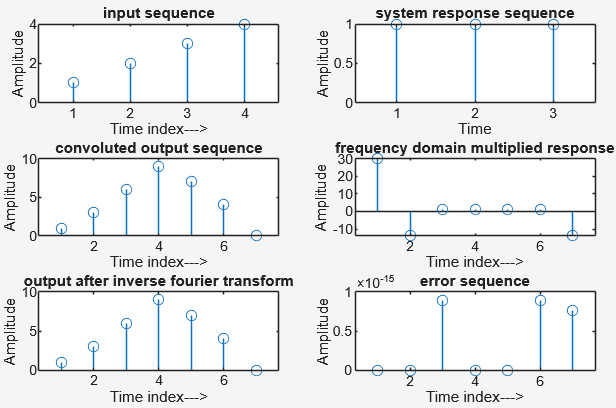 input sequence
Amplitude
4
2
0
1 2 3 4
Time index--->
system response sequence
Amplitude
1
0.5
0
1 2 3
Time
convoluted output sequence
Amplitude
10
5
0
2 4 6
Time index--->
frequency domain multiplied response
Amplitude
30
20
10
0
-10
2 4 6
Time index--->
output after inverse fourier transform
Amplitude
10
5
0
2 4 6
Time index--->
error sequence
×10-15
Amplitude
1
0.5
0
2 4 6
Time index--->